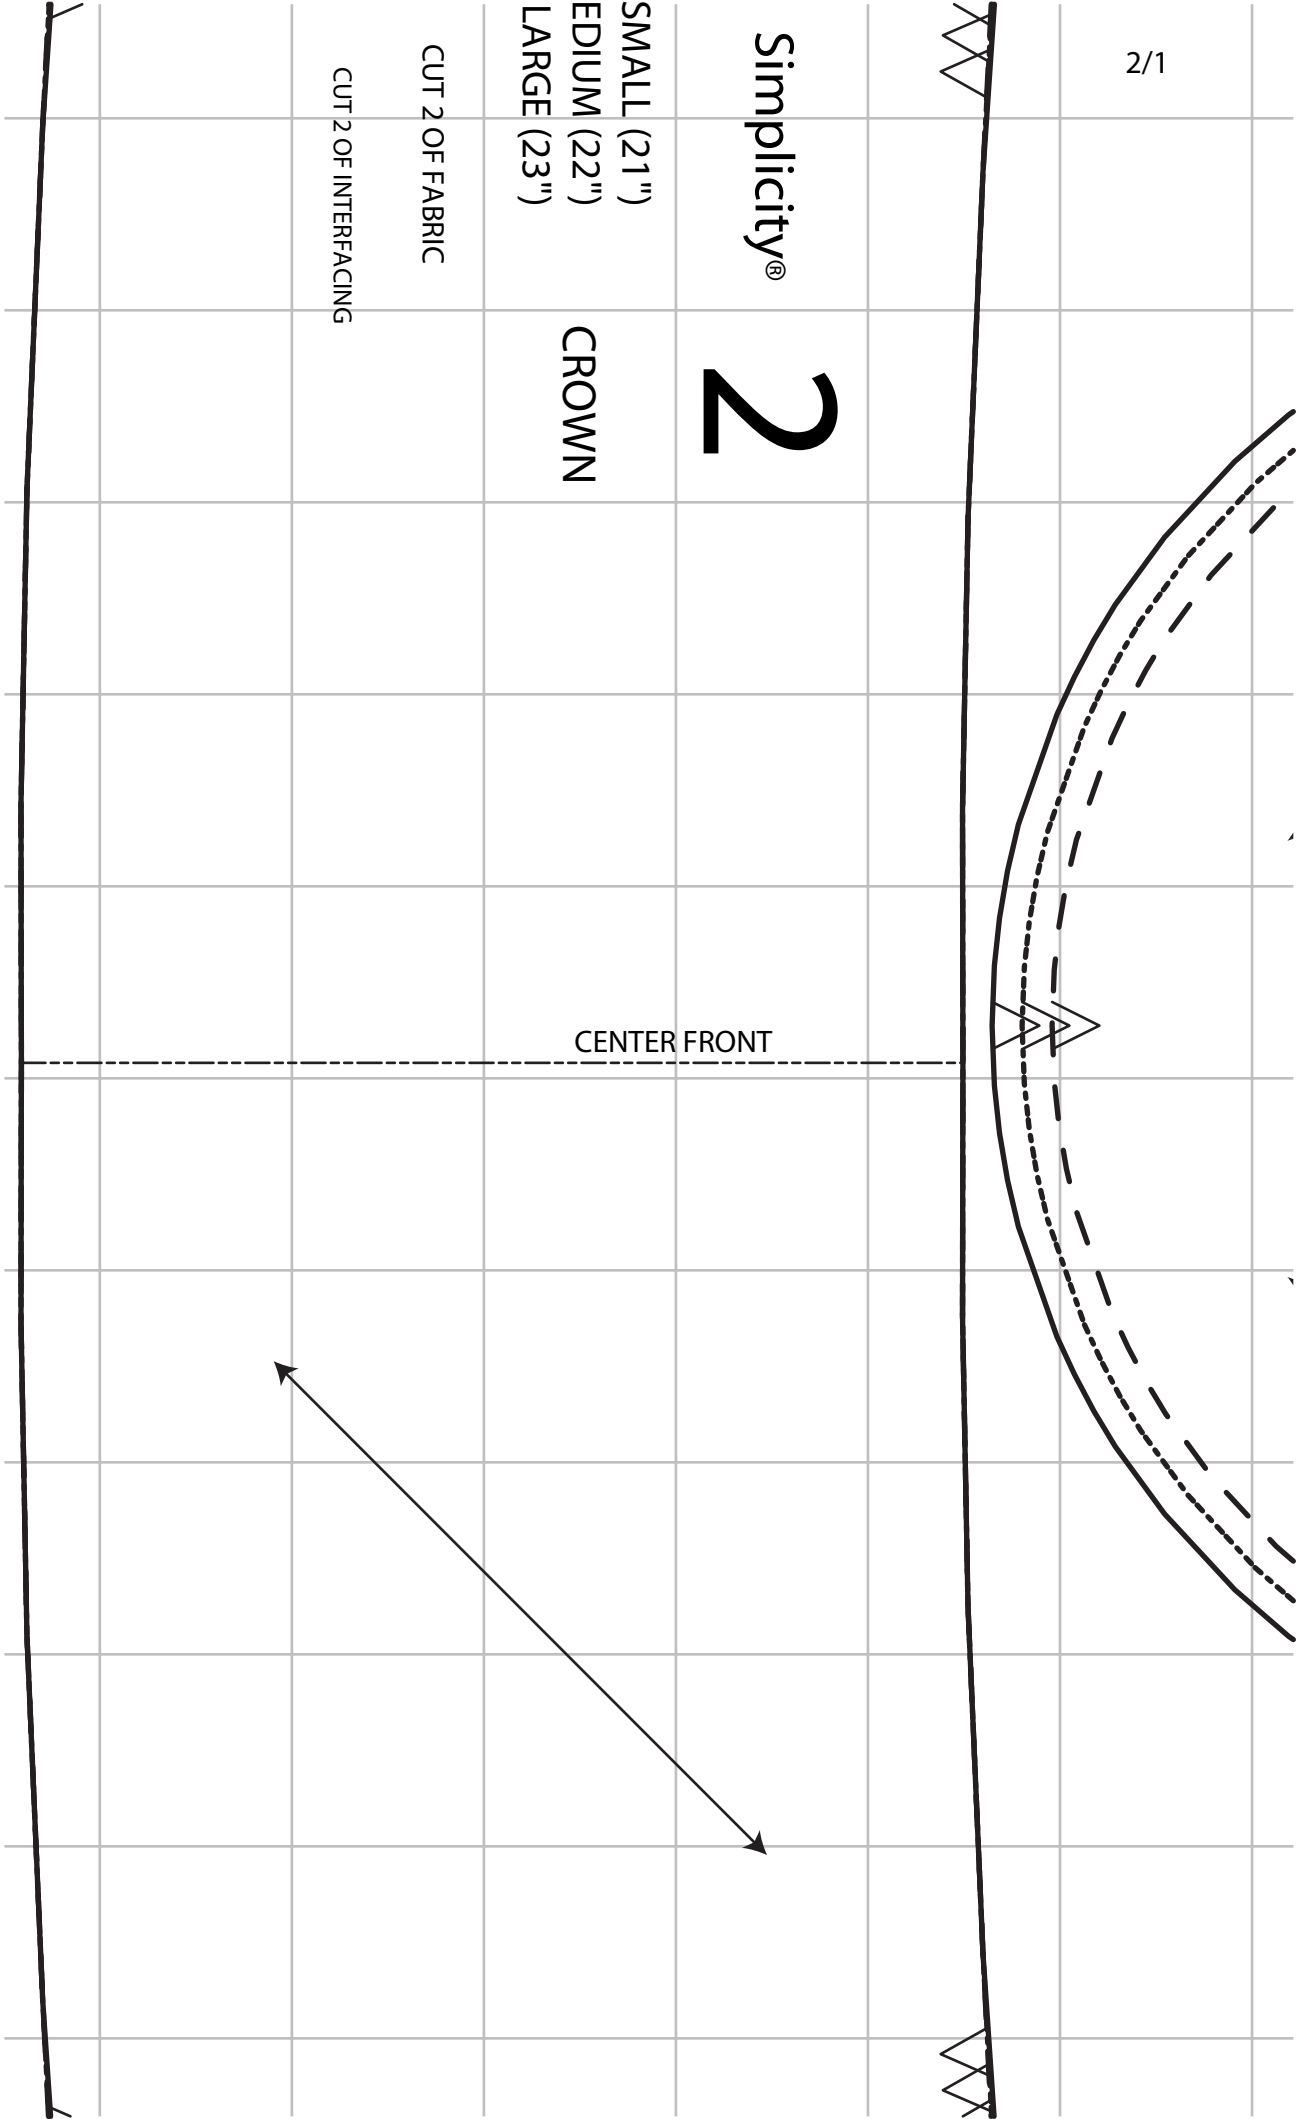 2/1
Simplicity®
2
SMALL (21")
EDIUM (22")
LARGE (23")
CROWN
CUT 2 OF FABRIC
CUT 2 OF INTERFACING
CENTER FRONT